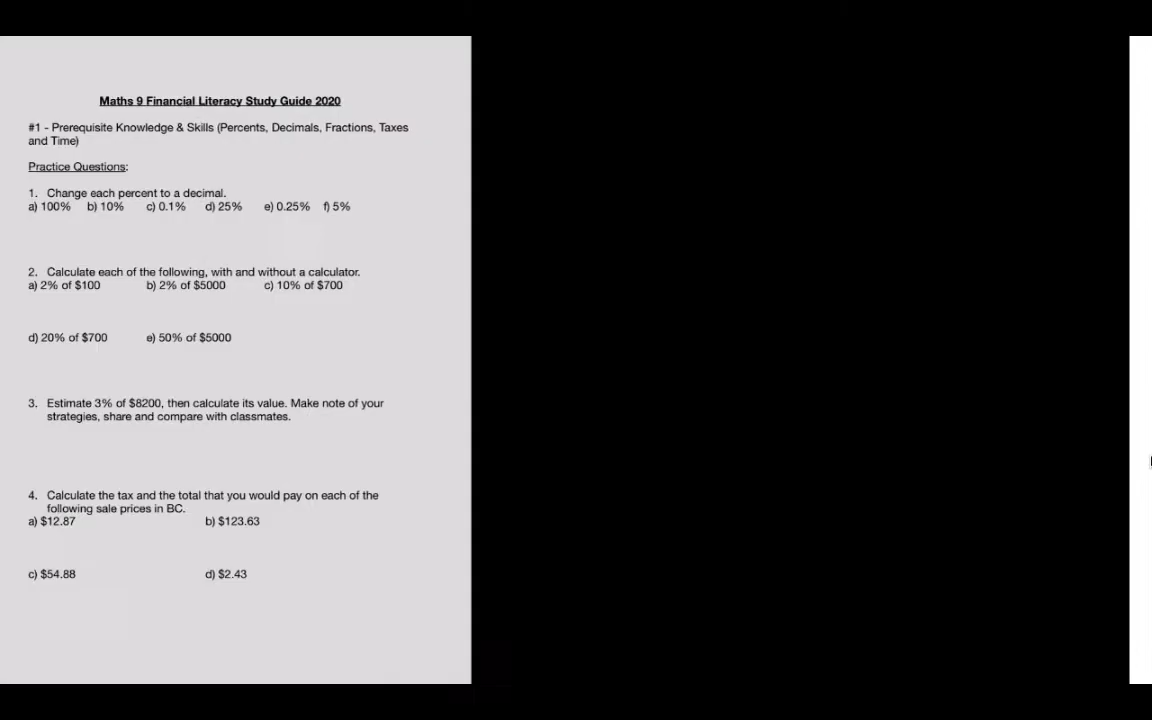 Maths 9 Financial Literacy Study Guide 2020
#1 - Prerequisite Knowledge & Skills (Percents, Decimals, Fractions, Taxes
and Time)
Practice Questions:
1. Change each percent to a decimal.
a) 100% b) 10% c) 0.1% d) 25% e) 0.25% f) 5%
2. Calculate each of the following, with and without a calculator.
a) 2% of $100 b) 2% of $5000 c) 10% of $700
d) 20% of $700 e) 50% of $5000
3. Estimate 3% of $8200, then calculate its value. Make note of your
strategies, share and compare with classmates.
4. Calculate the tax and the total that you would pay on each of the
following sale prices in BC.
a) $12.87 b) $123.63
c) $54.88 d) $2.43